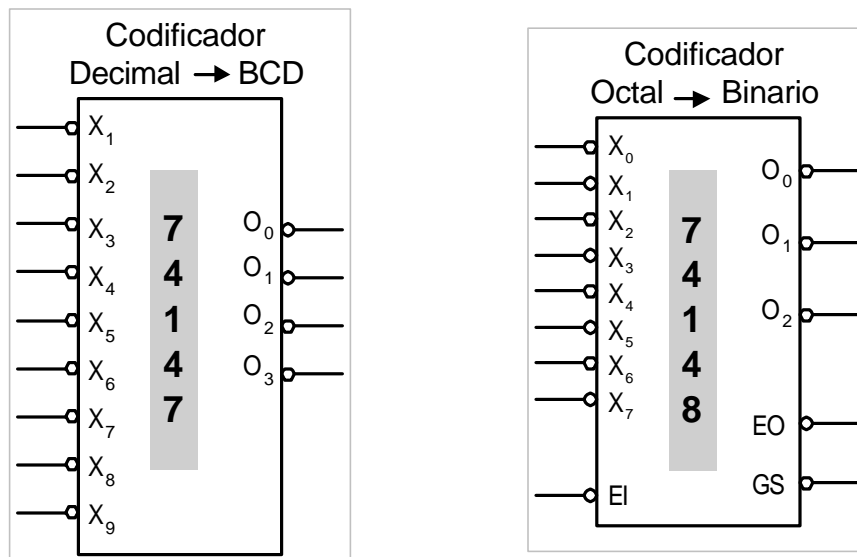 Codificador
Decimal → BCD
X1
X2
X3
X4
X5
X6
X7
X8
X9
7
4
1
4
7
O0
O1
O2
O3
Codificador
Octal → Binario
X0
X1
X2
X3
X4
X5
X6
X7
EI
7
4
1
4
8
O0
O1
O2
EO
GS